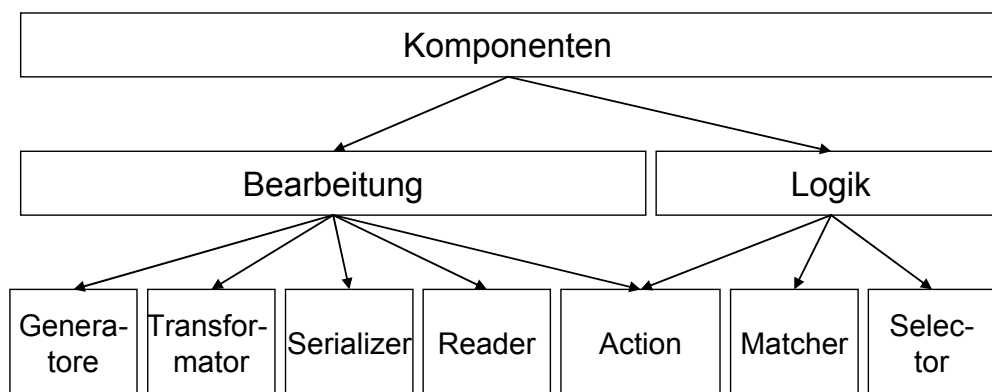 Komponenten
Bearbeitung
Logik
Genera-
tore
Transfor-
mator
Serializer
Reader
Action
Matcher
Selec-
tor